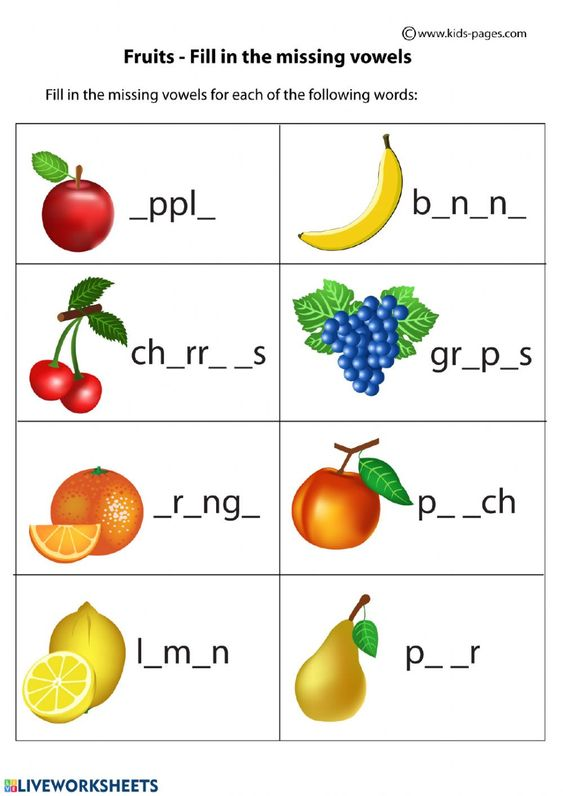 ©www.kids-pages.com
Fruits - Fill in the missing vowels
Fill in the missing vowels for each of the following words:
_ppl_
b_n_n_
ch_rr_ _s
gr_p_s
_r_ng_
p_ _ch
l_m_n
p_ _r
LIVEWORKSHEETS